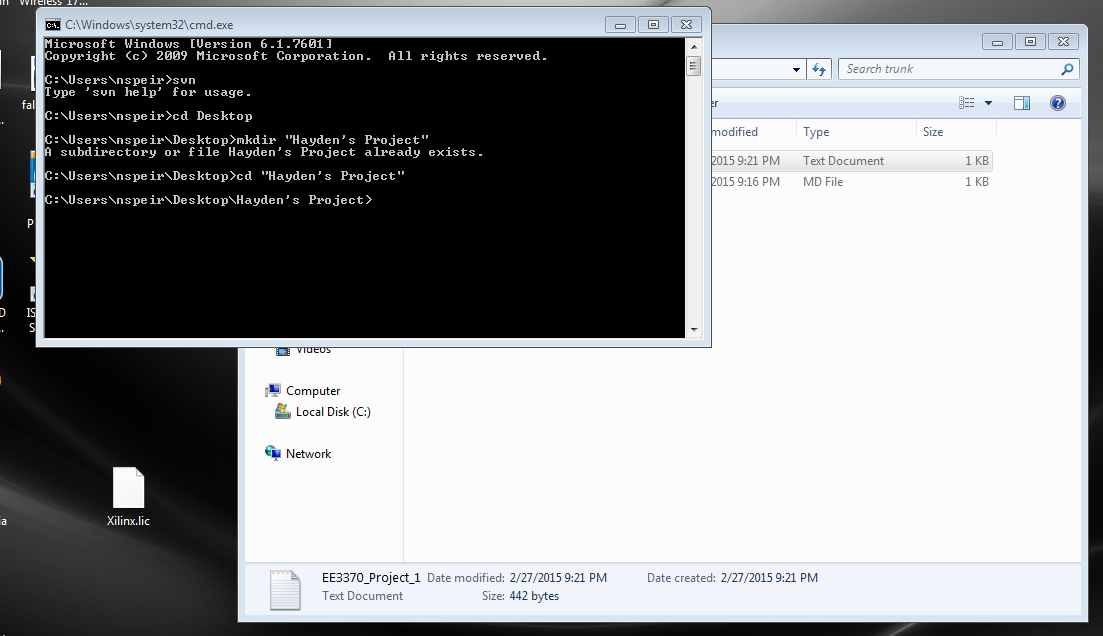 Wireless 17...
C:\Windows\system32\cmd.exe
Microsoft Windows [Version 6.1.7601]
Copyright (c) 2009 Microsoft Corporation.  All rights reserved.
C:\Users\nspeir>svn
Type 'svn help' for usage.
C:\Users\nspeir>cd Desktop
C:\Users\nspeir\Desktop>mkdir "Hayden's Project"
A subdirectory or file Hayden's Project already exists.
C:\Users\nspeir\Desktop>cd "Hayden's Project"
C:\Users\nspeir\Desktop\Hayden's Project>
Search trunk
modified Type Size
2015 9:21 PM Text Document 1 KB
2015 9:16 PM MD File 1 KB
Videos
Computer
Local Disk (C:)
Network
Xilinx.lic
EE3370_Project_1 Date modified: 2/27/2015 9:21 PM Date created: 2/27/2015 9:21 PM
Text Document Size: 442 bytes